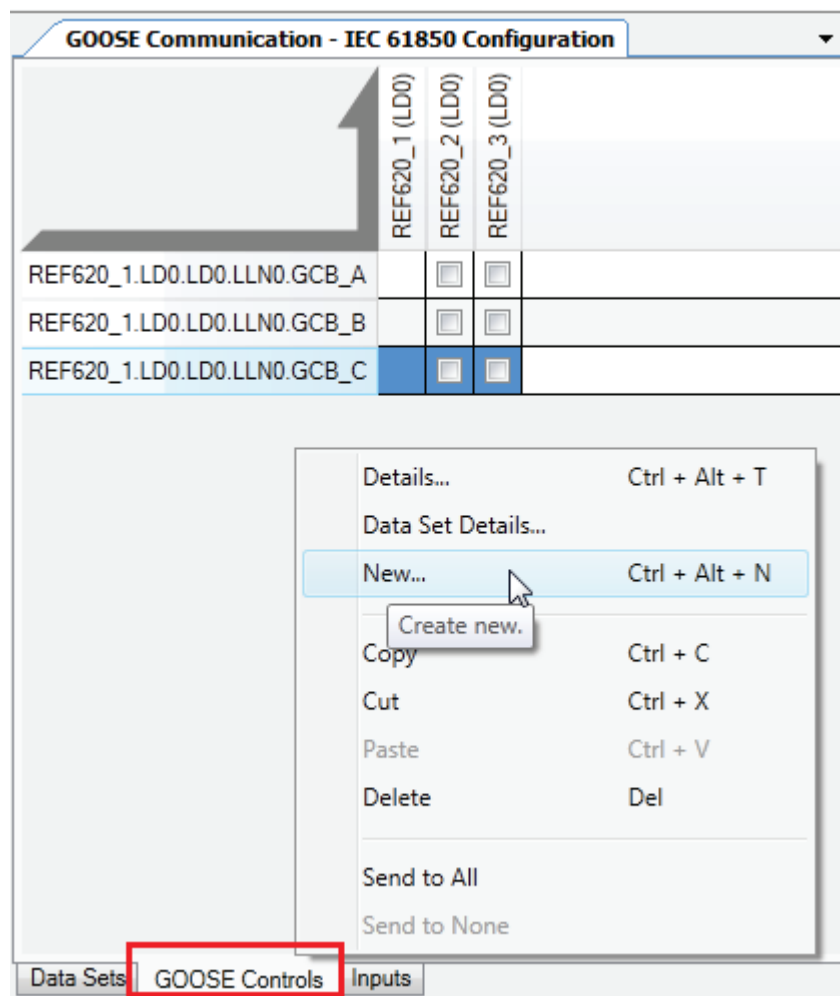 GOOSE Communication - IEC 61850 Configuration
REF620_1 (LD0)
REF620_2 (LD0)
REF620_3 (LD0)
REF620_1.LD0.LD0.LLN0.GCB_A
REF620_1.LD0.LD0.LLN0.GCB_B
REF620_1.LD0.LD0.LLN0.GCB_C
Details... Ctrl + Alt + T
Data Set Details...
New... Ctrl + Alt + N
Create new.
Copy Ctrl + C
Cut Ctrl + X
Paste Ctrl + V
Delete Del
Send to All
Send to None
Data Sets GOOSE Controls Inputs